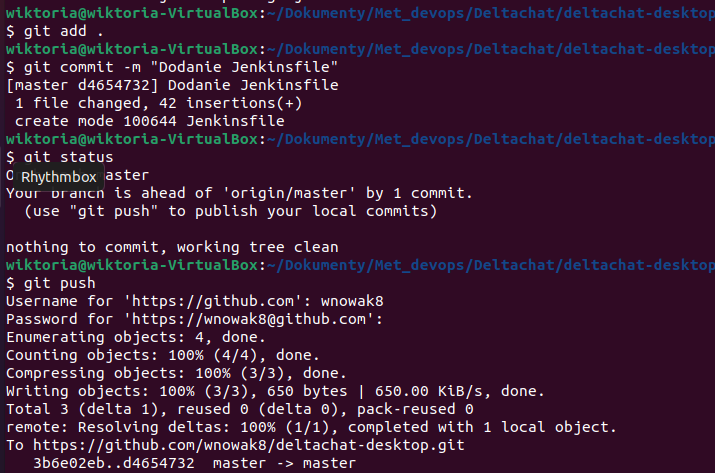 wiktoria@wiktoria-VirtualBox:~/Dokumenty/Met_devops/Deltachat/deltachat-desktop
$ git add .
wiktoria@wiktoria-VirtualBox:~/Dokumenty/Met_devops/Deltachat/deltachat-desktop
$ git commit -m "Dodanie Jenkinsfile"
[master d4654732] Dodanie Jenkinsfile
 1 file changed, 42 insertions(+)
 create mode 100644 Jenkinsfile
wiktoria@wiktoria-VirtualBox:~/Dokumenty/Met_devops/Deltachat/deltachat-desktop
$ git status
O Rhythmbox aster
Your branch is ahead of 'origin/master' by 1 commit.
  (use "git push" to publish your local commits)

nothing to commit, working tree clean
wiktoria@wiktoria-VirtualBox:~/Dokumenty/Met_devops/Deltachat/deltachat-desktop
$ git push
Username for 'https://github.com': wnowak8
Password for 'https://wnowak8@github.com':
Enumerating objects: 4, done.
Counting objects: 100% (4/4), done.
Compressing objects: 100% (3/3), done.
Writing objects: 100% (3/3), 650 bytes | 650.00 KiB/s, done.
Total 3 (delta 1), reused 0 (delta 0), pack-reused 0
remote: Resolving deltas: 100% (1/1), completed with 1 local object.
To https://github.com/wnowak8/deltachat-desktop.git
   3b6e02eb..d4654732  master -> master